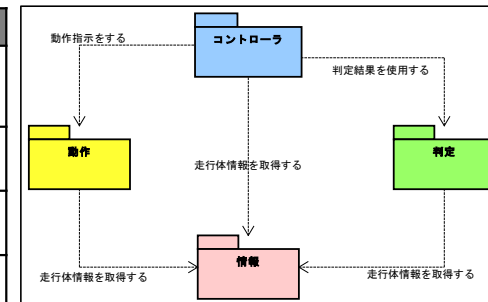 動作指示をする
コントローラ
判定結果を使用する
動作
判定
走行体情報を取得する
情報
走行体情報を取得する
走行体情報を取得する